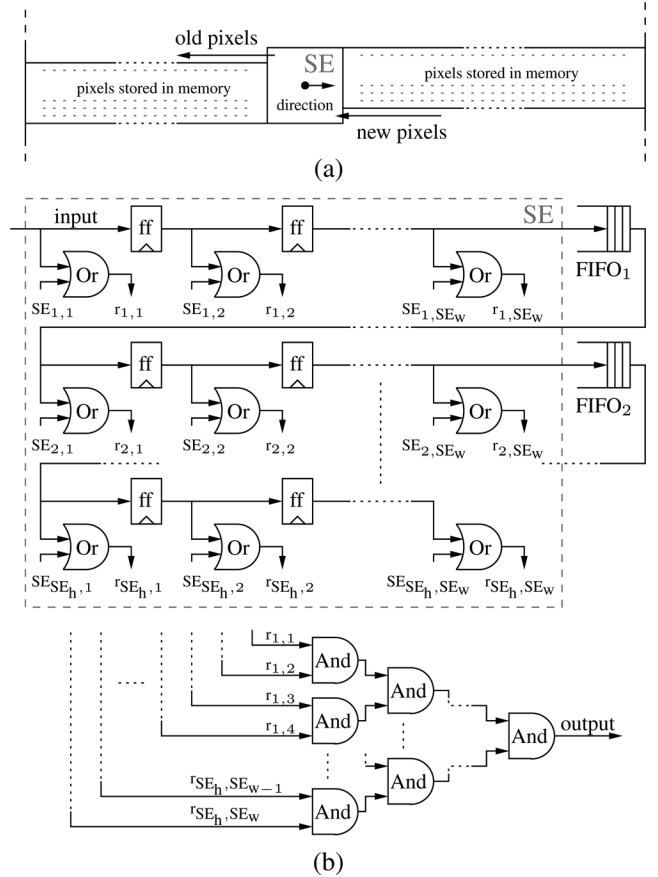 old pixels
SE
pixels stored in memory
pixels stored in memory
direction
new pixels
(a)
input ff ff SE
Or Or Or FIFO1
SE1,1 r1,1 SE1,2 r1,2 SE1,SEw r1,SEw
ff ff
Or Or Or FIFO2
SE2,1 r2,1 SE2,2 r2,2 SE2,SEw r2,SEw
ff ff
Or Or Or
SESEh,1 rSEh,1 SESEh,2 rSEh,2 SESEh,SEw rSEh,SEw
r1,1
And
r1,2
And
r1,3
And
r1,4
And output
And
rSEh,SEw−1
And
rSEh,SEw
(b)